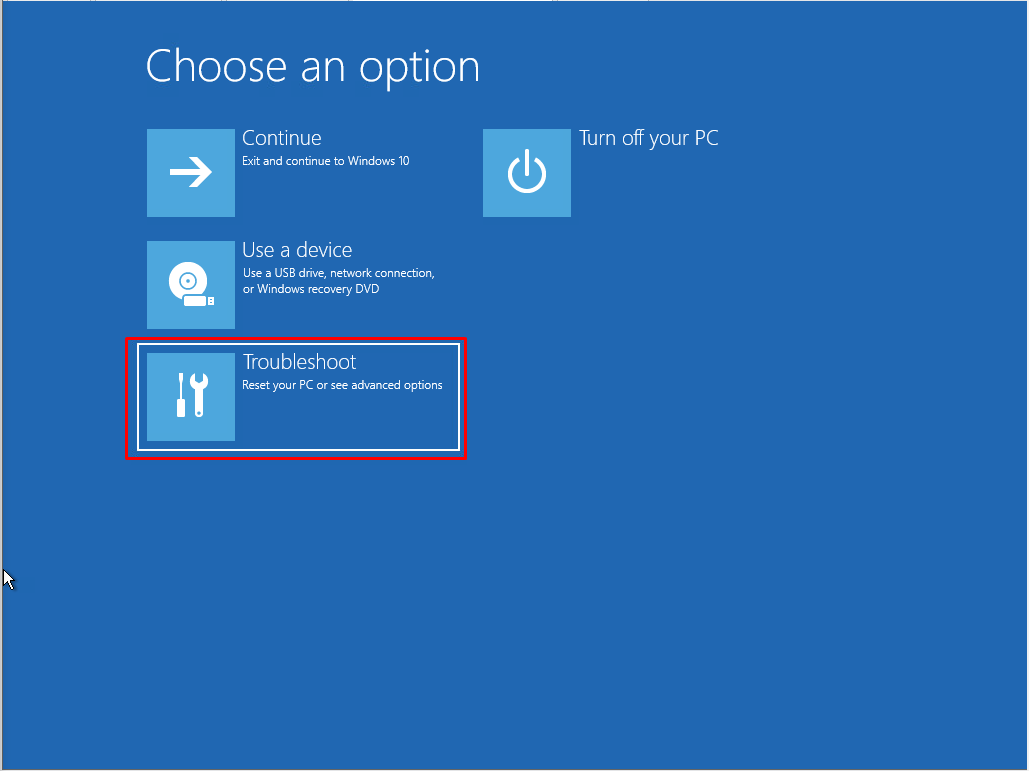 Choose an option
Continue
Exit and continue to Windows 10
Turn off your PC
Use a device
Use a USB drive, network connection,
or Windows recovery DVD
Troubleshoot
Reset your PC or see advanced options